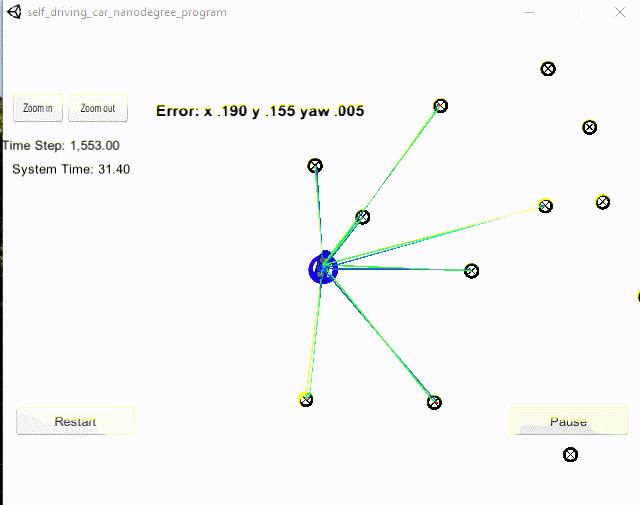 self_driving_car_nanodegree_program
Zoom in
Zoom out
Error: x .190 y .155 yaw .005
Time Step: 1,553.00
System Time: 31.40
Restart
Pause